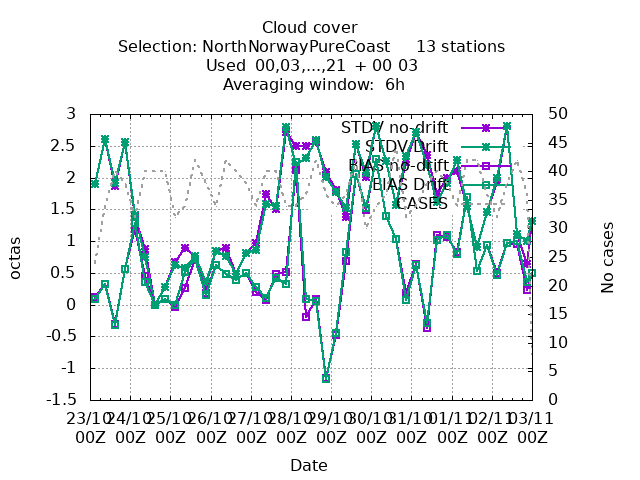 Cloud cover
Selection: NorthNorwayPureCoast 13 stations
Used 00,03,...,21 + 00 03
Averaging window: 6h
3
2.5
2
1.5
1
0.5
0
-0.5
-1
-1.5
octas
50
45
40
35
30
25
20
15
10
5
0
No cases
STDV no-drift
STDV Drift
BIAS no-drift
BIAS Drift
CASES
23/10 24/10 25/10 26/10 27/10 28/10 29/10 30/10 31/10 01/11 02/11 03/11
00Z 00Z 00Z 00Z 00Z 00Z 00Z 00Z 00Z 00Z 00Z 00Z
Date